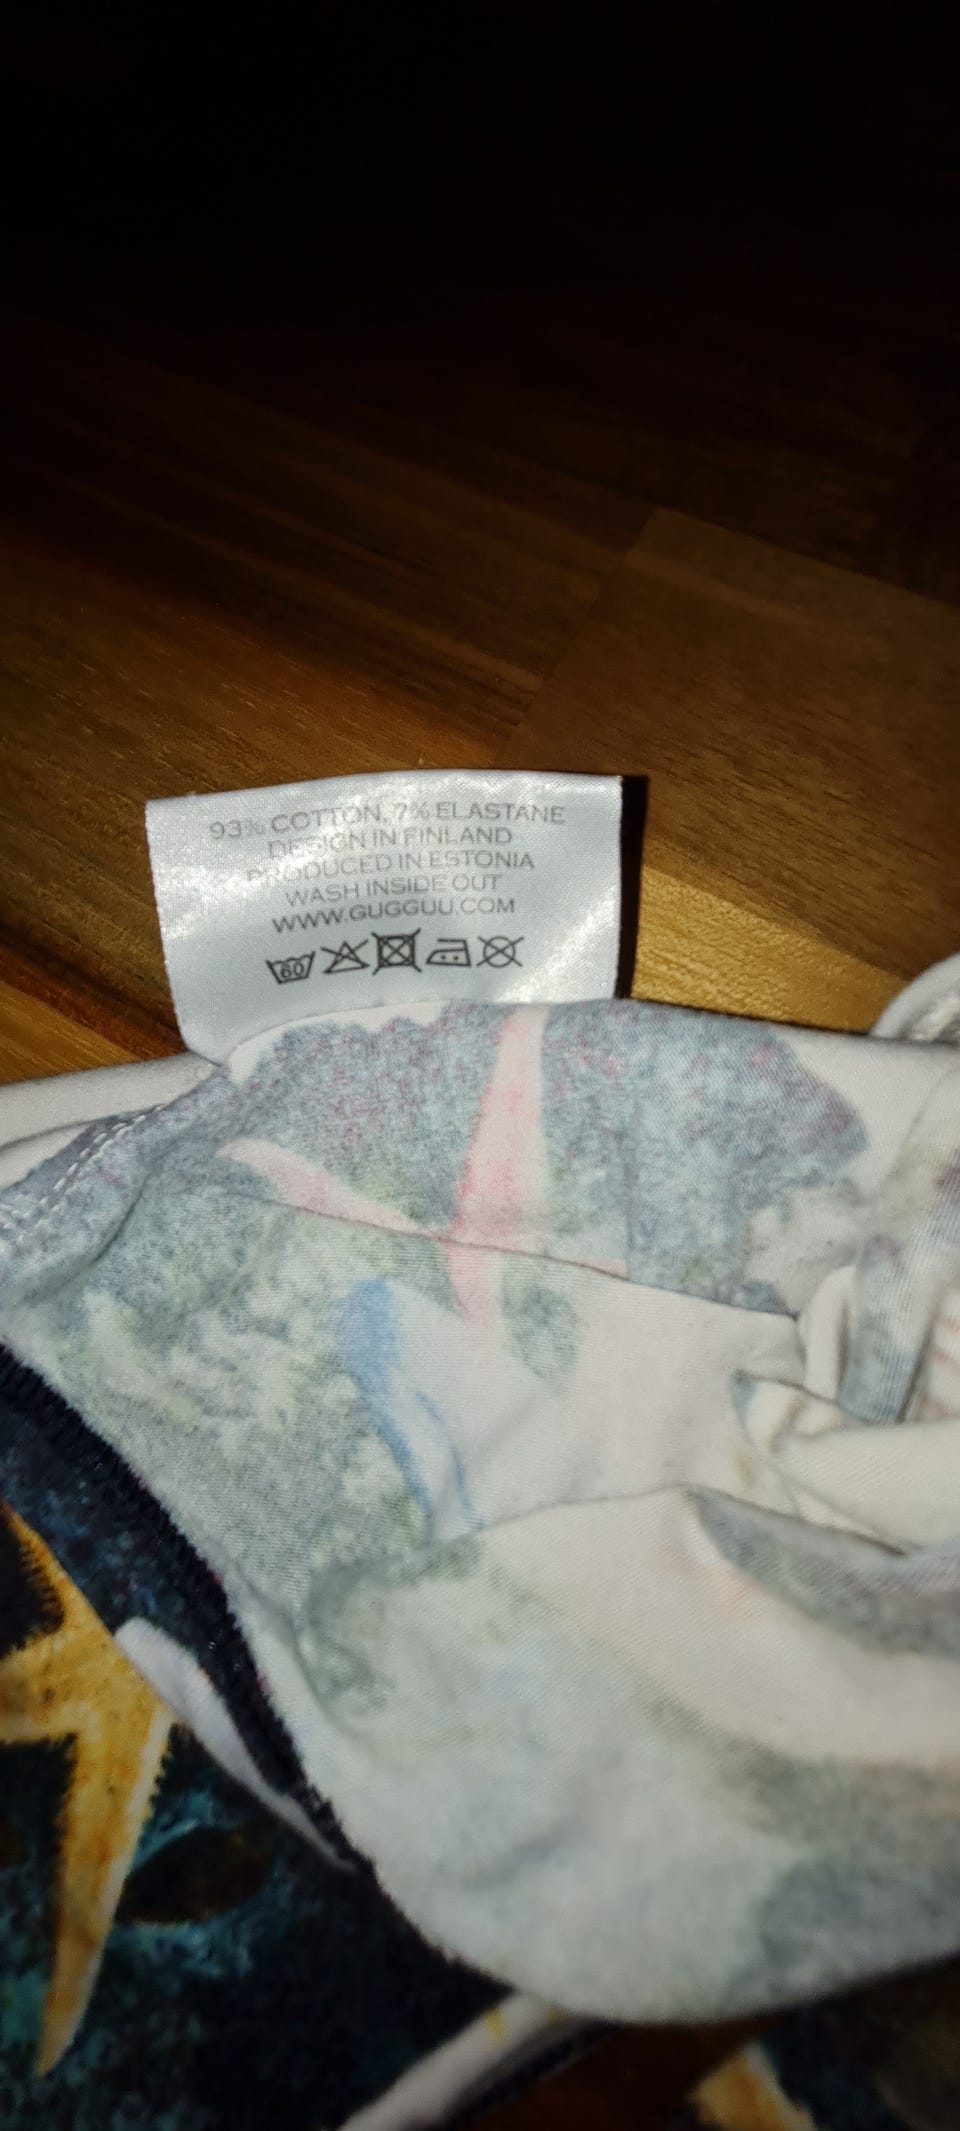 93% COTTON, 7% ELASTANE
DESIGN IN FINLAND
PRODUCED IN ESTONIA
WASH INSIDE OUT
WWW.GUGGUU.COM
60